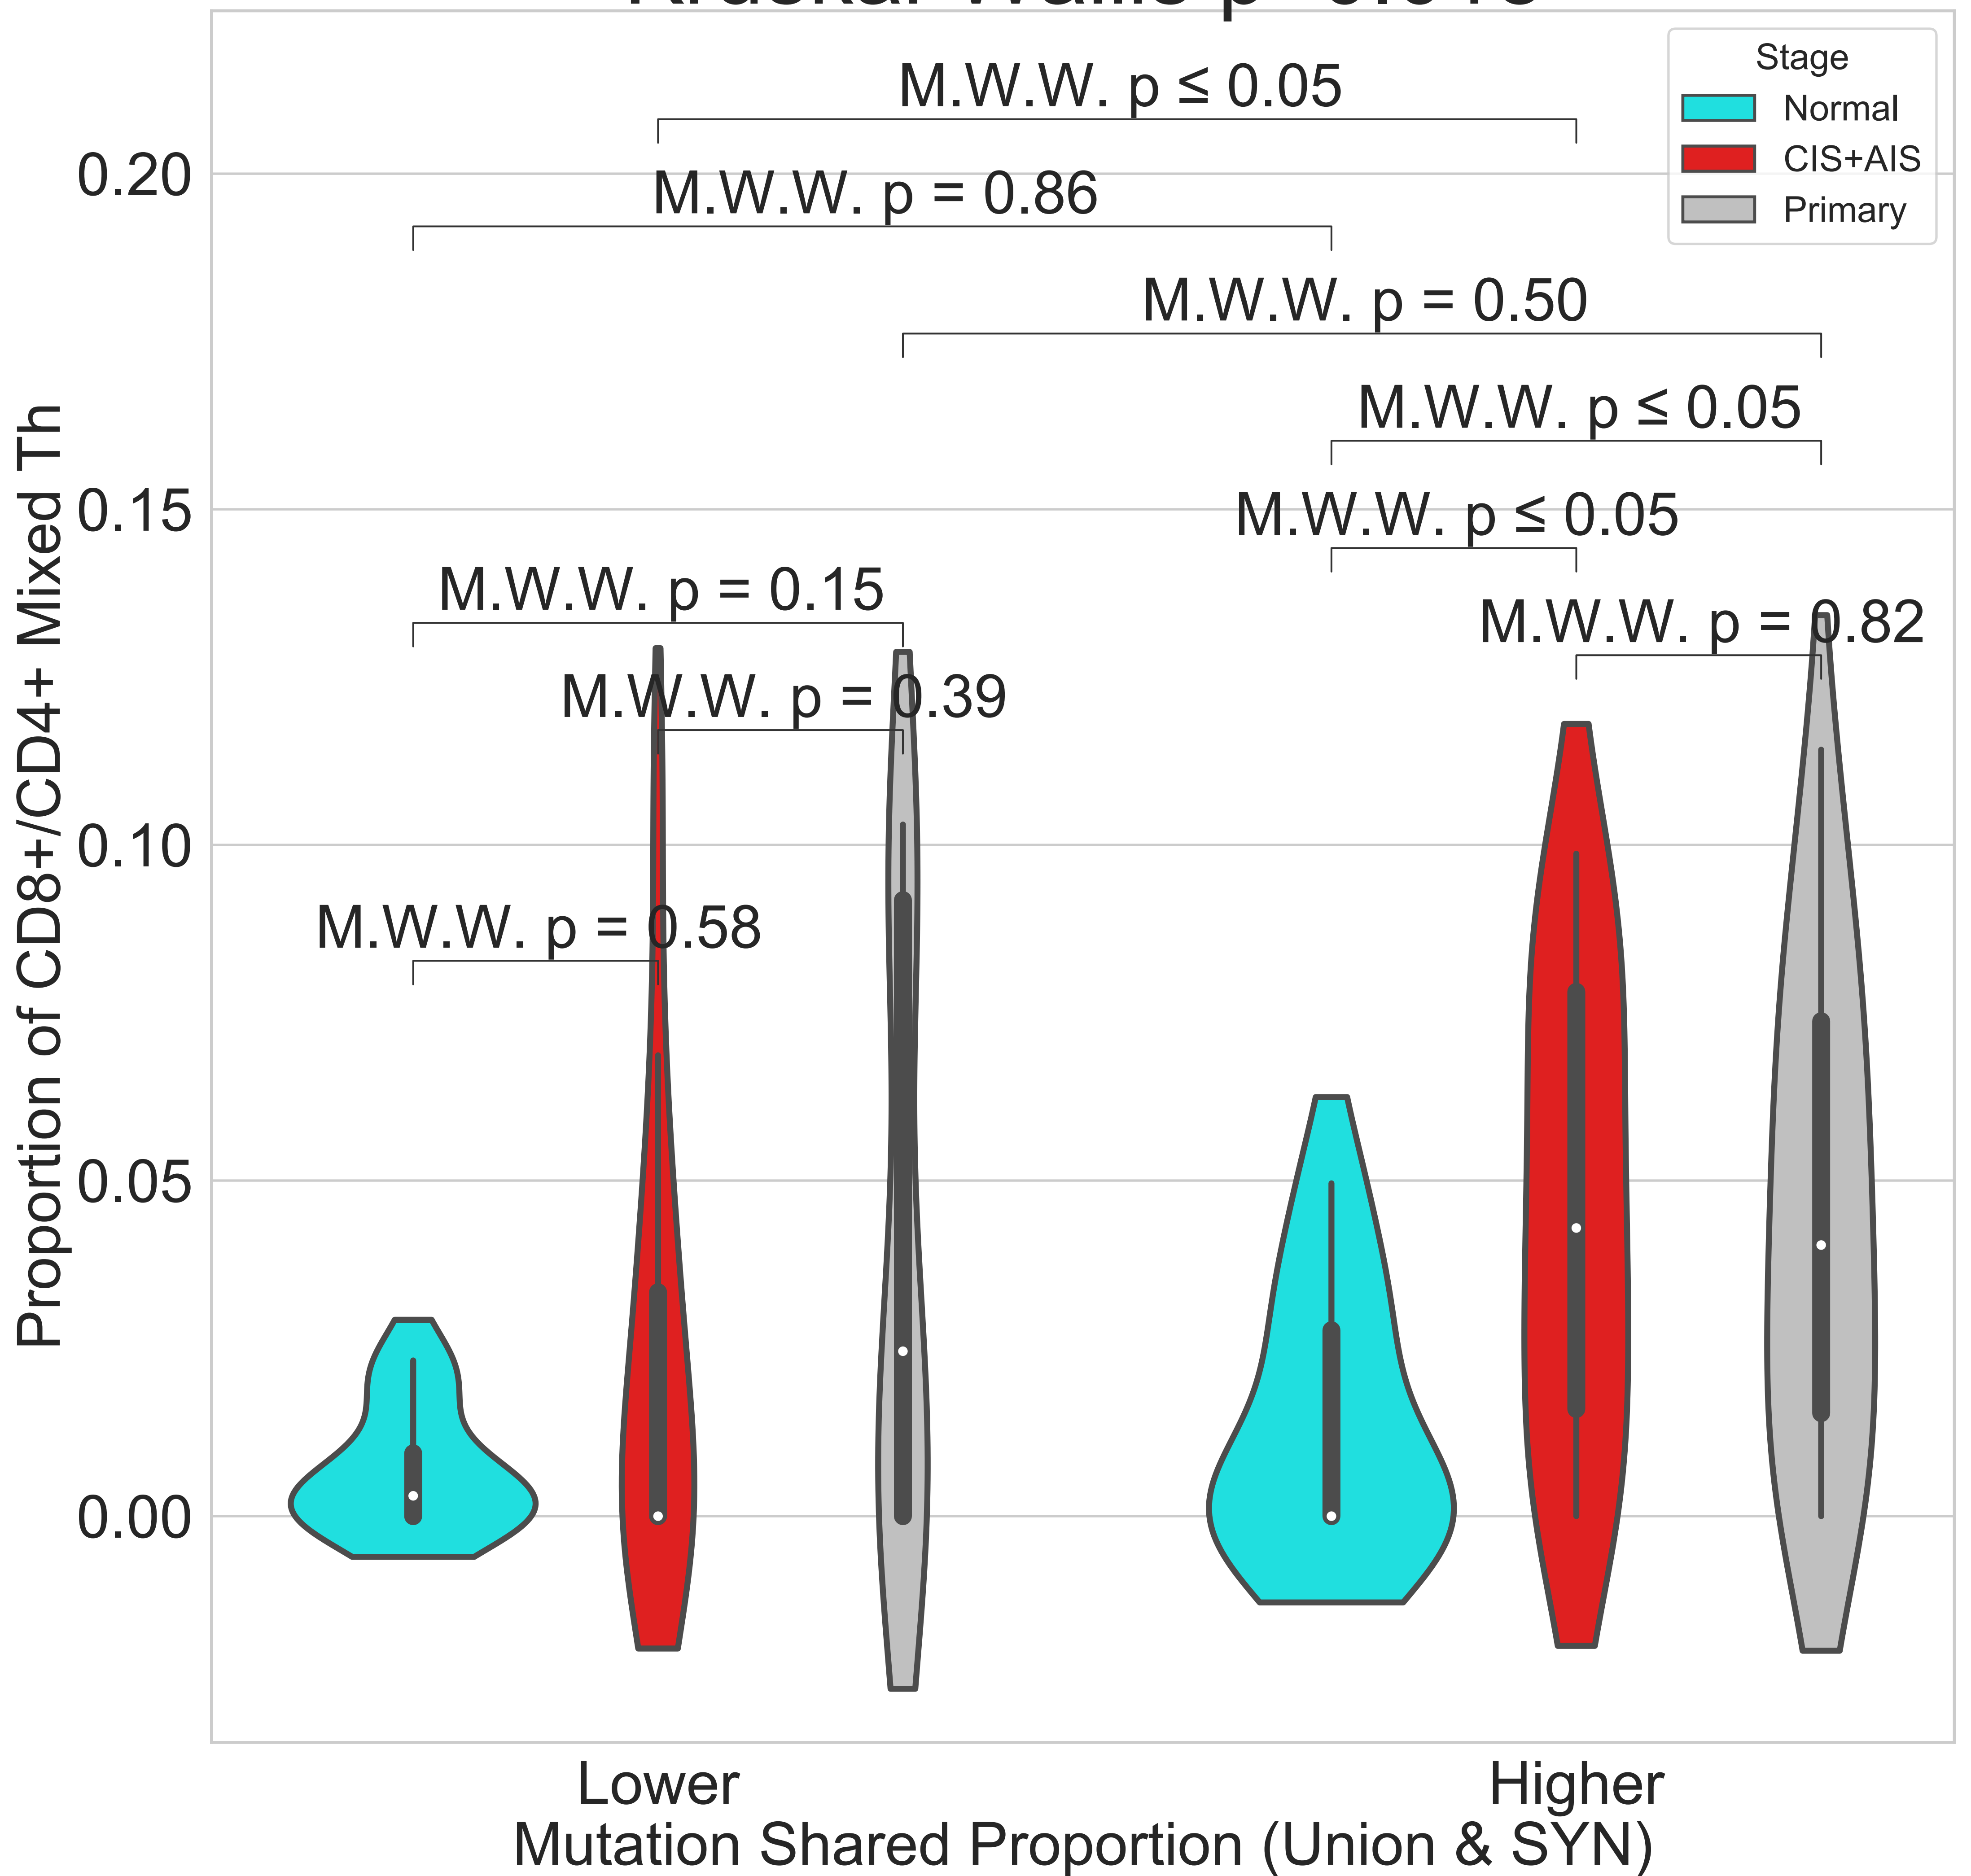 M.W.W. p ≤ 0.05
M.W.W. p = 0.86
M.W.W. p = 0.50
M.W.W. p ≤ 0.05
M.W.W. p ≤ 0.05
M.W.W. p = 0.15
M.W.W. p = 0.82
M.W.W. p = 0.39
M.W.W. p = 0.58
Stage
Normal
CIS+AIS
Primary
Proportion of CD8+/CD4+ Mixed Th
0.20
0.15
0.10
0.05
0.00
Lower
Higher
Mutation Shared Proportion (Union & SYN)